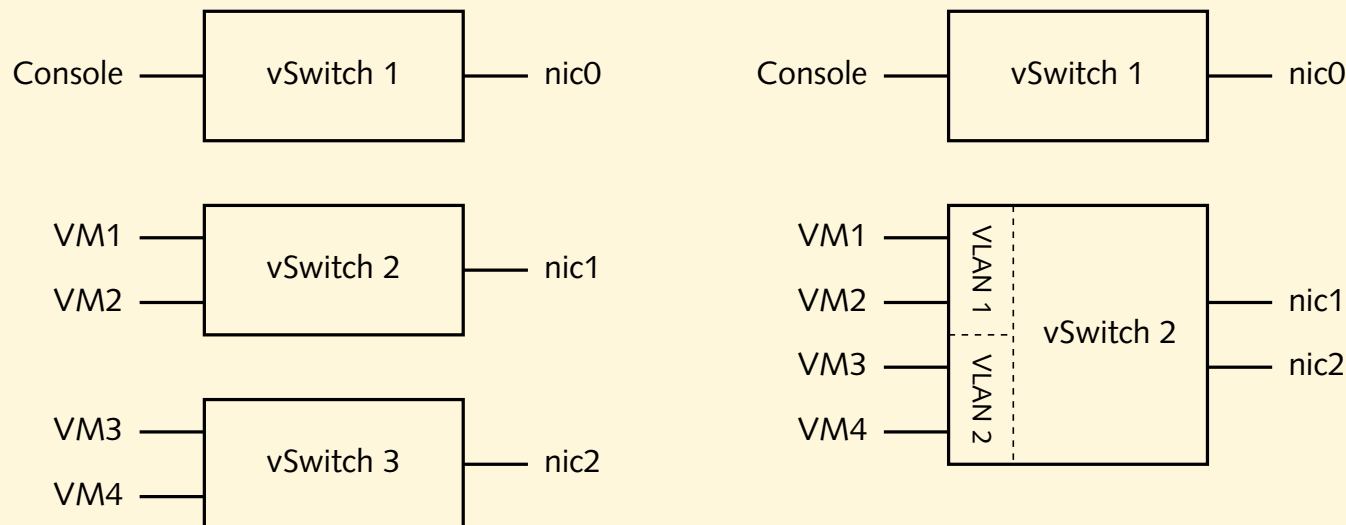 Console
vSwitch 1
nic0
VM1
VM2
vSwitch 2
nic1
VM3
VM4
vSwitch 3
nic2
Console
vSwitch 1
nic0
VM1
VM2
VM3
VM4
VLAN 1
VLAN 2
vSwitch 2
nic1
nic2